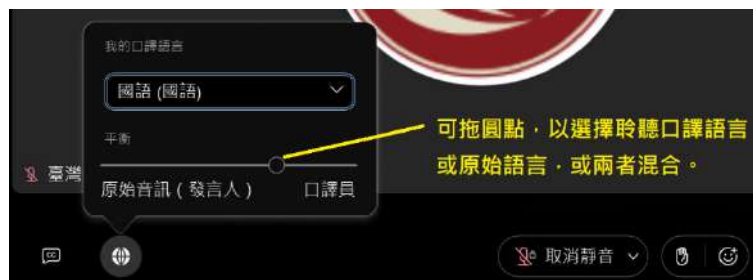 我的口譯語言
國語 (國語)
平衡
原始音訊 ( 發言人 )
口譯員
可拖圓點，以選擇聆聽口譯語言
或原始語言，或兩者混合。
臺灣
CC
取消靜音